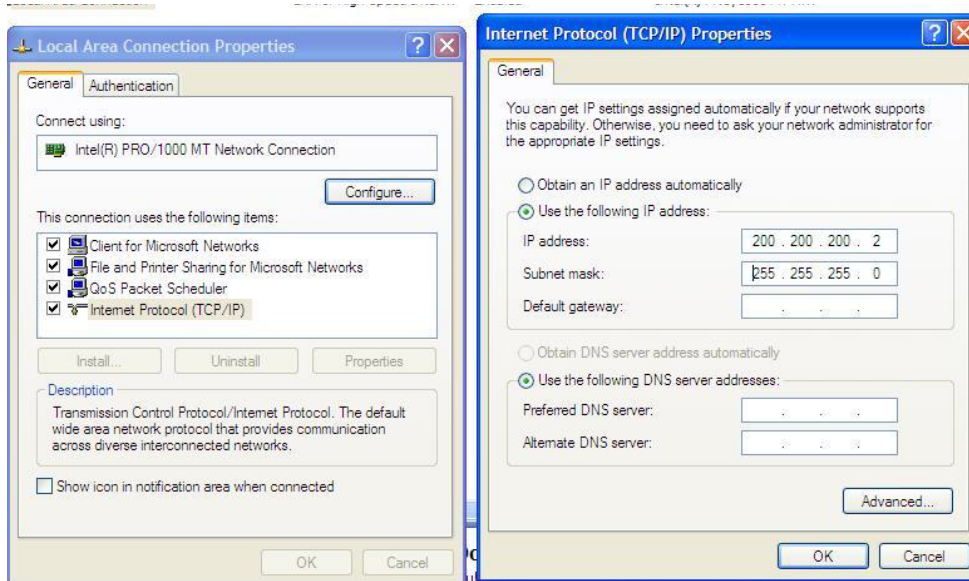 Local Area Connection Properties
General
Authentication
Connect using:
Intel(R) PRO/1000 MT Network Connection
Configure...
This connection uses the following items:
Client for Microsoft Networks
File and Printer Sharing for Microsoft Networks
QoS Packet Scheduler
Internet Protocol (TCP/IP)
Install...
Uninstall
Properties
Description
Transmission Control Protocol/Internet Protocol. The default
wide area network protocol that provides communication
across diverse interconnected networks.
Show icon in notification area when connected
OK
Cancel
Internet Protocol (TCP/IP) Properties
General
You can get IP settings assigned automatically if your network supports
this capability. Otherwise, you need to ask your network administrator for
the appropriate IP settings.
Obtain an IP address automatically
Use the following IP address:
IP address: 200 . 200 . 200 . 2
Subnet mask: 255 . 255 . 255 . 0
Default gateway: . . .
Obtain DNS server address automatically
Use the following DNS server addresses:
Preferred DNS server: . . .
Alternate DNS server: . . .
Advanced...
OK
Cancel